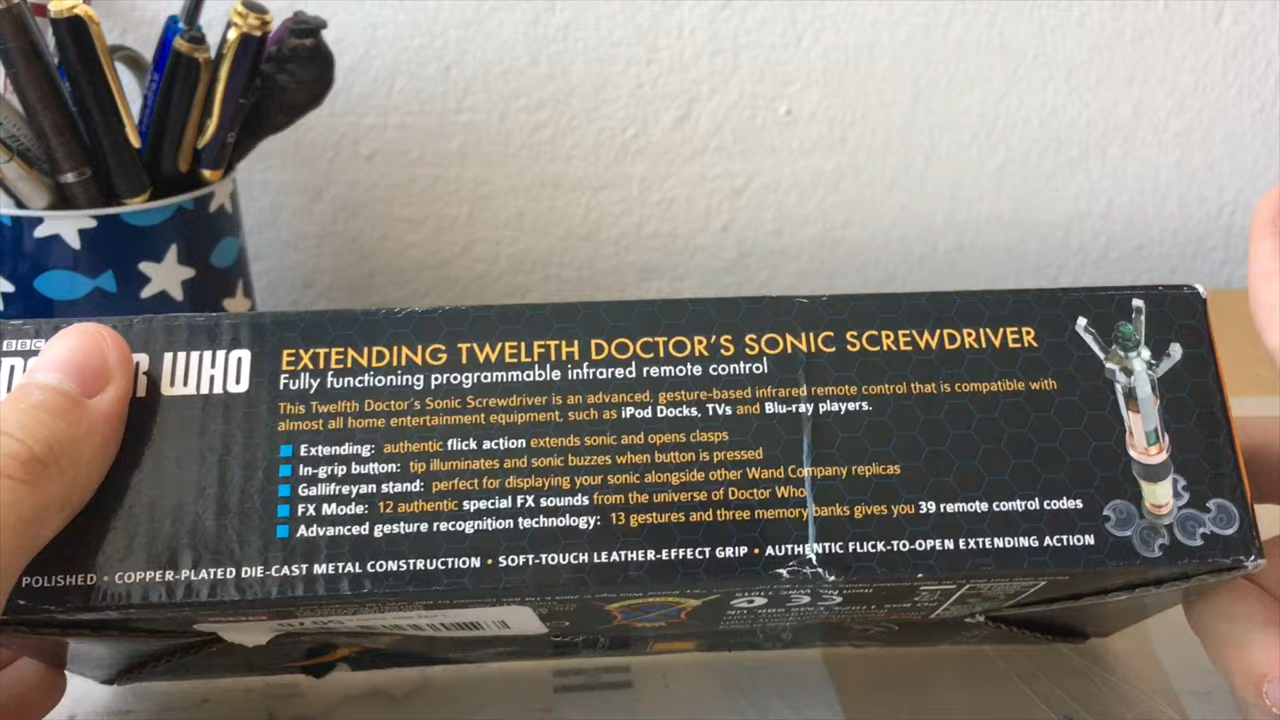 BBC
WHO
EXTENDING TWELFTH DOCTOR'S SONIC SCREWDRIVER
Fully functioning programmable infrared remote control
This Twelfth Doctor's Sonic Screwdriver is an advanced, gesture-based infrared remote control that is compatible with
almost all home entertainment equipment, such as iPod Docks, TVs and Blu-ray players.
Extending: authentic flick action extends sonic and opens clasps
In-grip button: tip illuminates and sonic buzzes when button is pressed
Gallifreyan stand: perfect for displaying your sonic alongside other Wand Company replicas
FX Mode: 12 authentic special FX sounds from the universe of Doctor Who
Advanced gesture recognition technology: 13 gestures and three memory banks gives you 39 remote control codes
POLISHED • COPPER-PLATED DIE-CAST METAL CONSTRUCTION • SOFT-TOUCH LEATHER-EFFECT GRIP • AUTHENTIC FLICK-TO-OPEN EXTENDING ACTION
CE